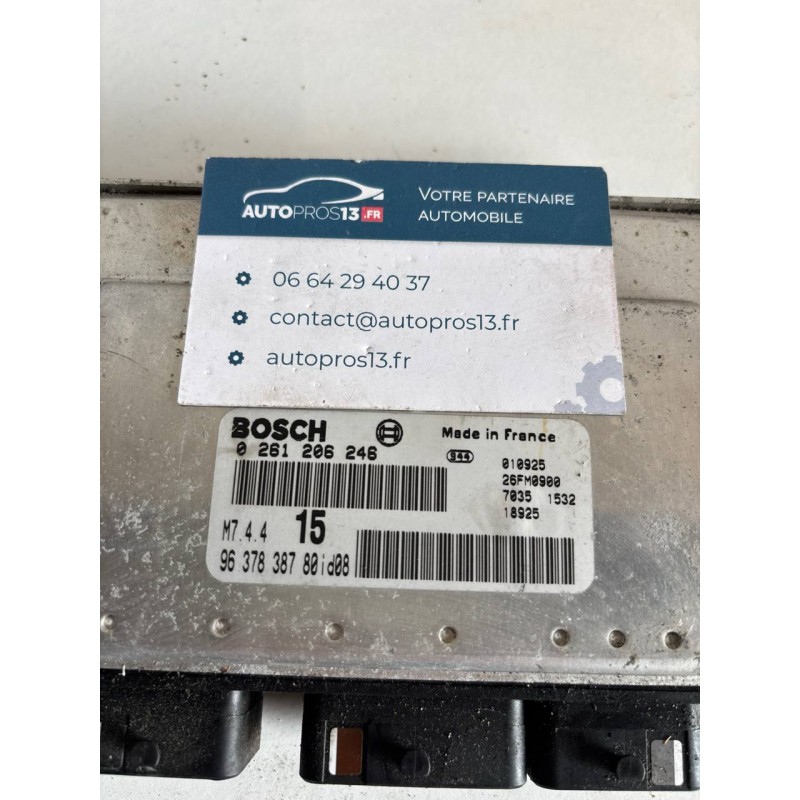 AUTOPROS13.FR
VOTRE PARTENAIRE
AUTOMOBILE
06 64 29 40 37
contact@autopros13.fr
autopros13.fr
BOSCH
Made in France
0 261 206 246
S44
010925
26FM0900
7035 1532
18925
M7.4.4 15
96 378 387 80id08